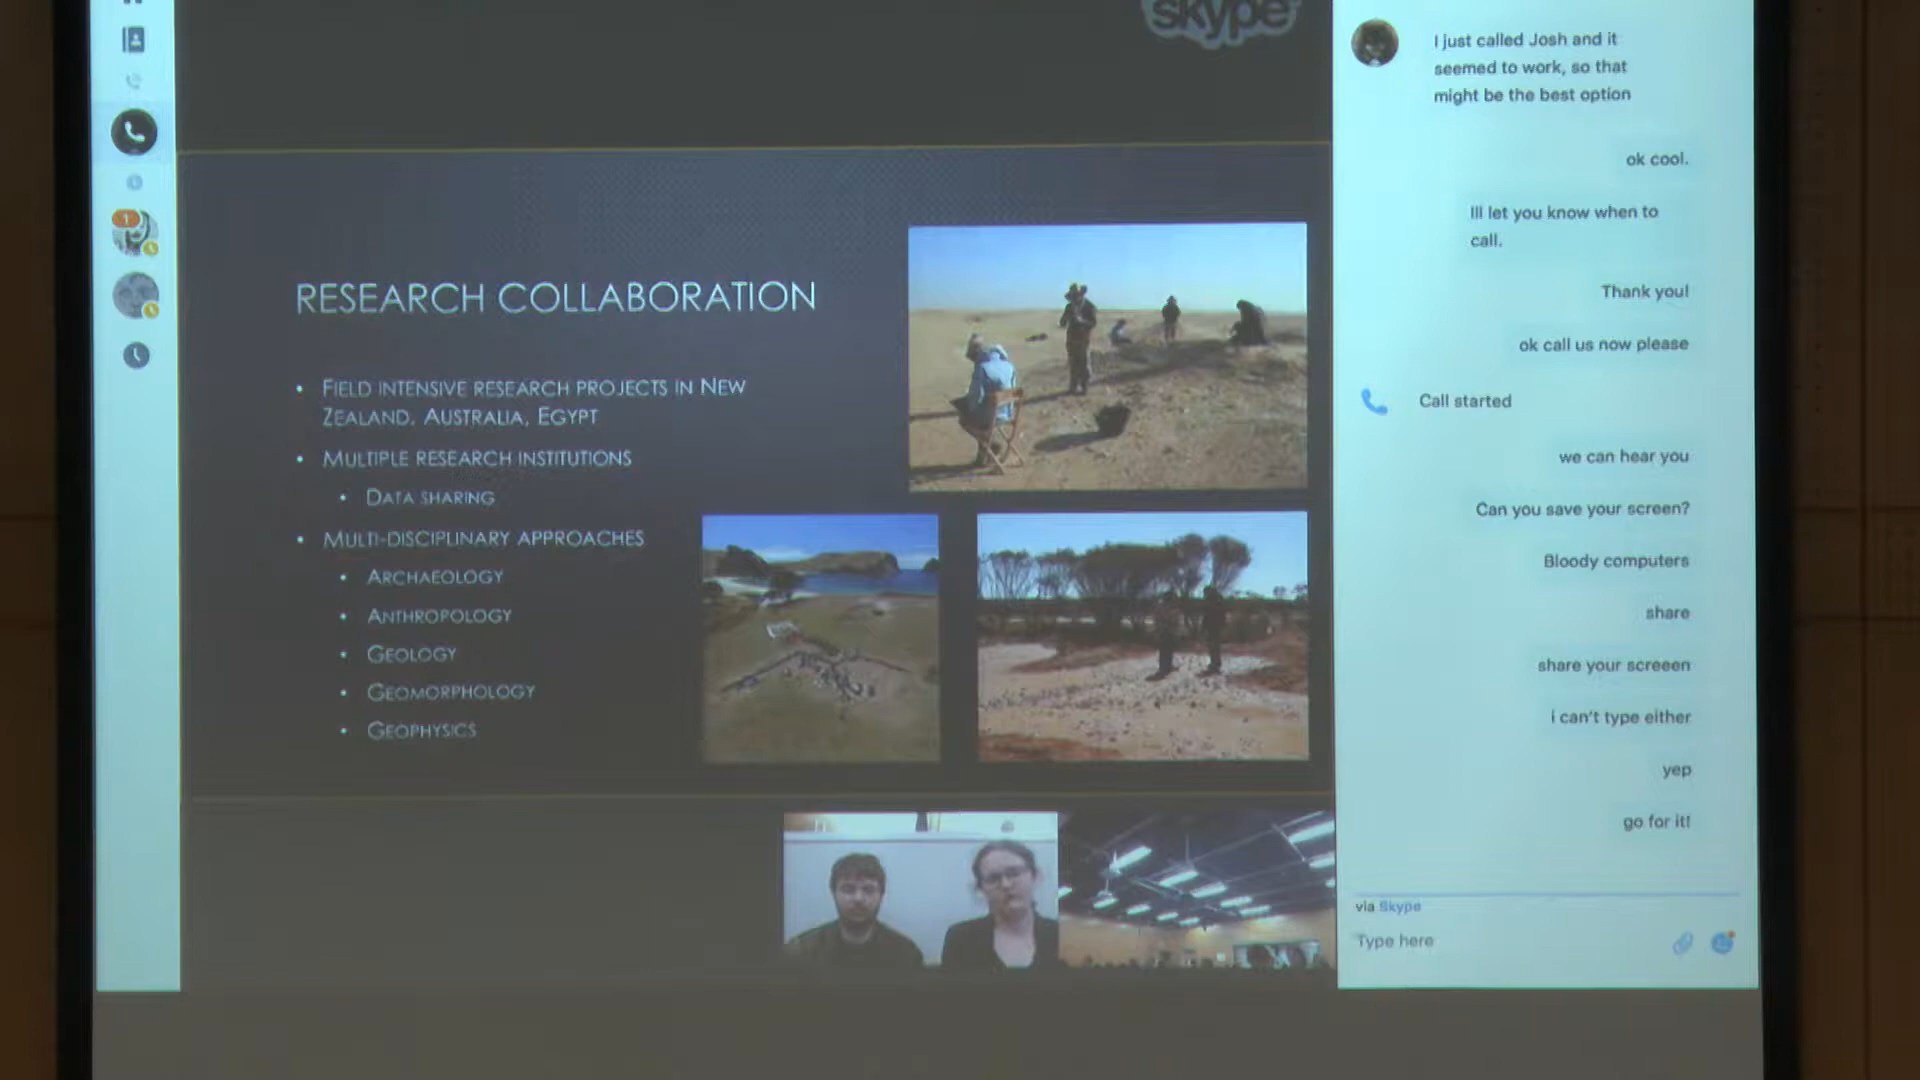 skype
RESEARCH COLLABORATION
• FIELD INTENSIVE RESEARCH PROJECTS IN NEW
ZEALAND, AUSTRALIA, EGYPT
• MULTIPLE RESEARCH INSTITUTIONS
• DATA SHARING
• MULTI-DISCIPLINARY APPROACHES
• ARCHAEOLOGY
• ANTHROPOLOGY
• GEOLOGY
• GEOMORPHOLOGY
• GEOPHYSICS
1
I just called Josh and it
seemed to work, so that
might be the best option
ok cool.
Ill let you know when to
call.
Thank you!
ok call us now please
Call started
we can hear you
Can you save your screen?
Bloody computers
share
share your screeen
i can't type either
yep
go for it!
via Skype
Type here